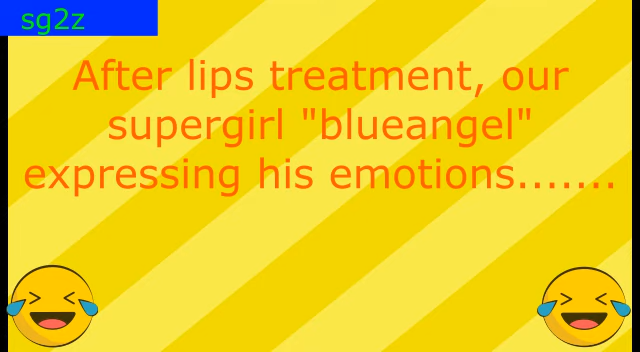 sg2z
After lips treatment, our
supergirl "blueangel"
expressing his emotions.......